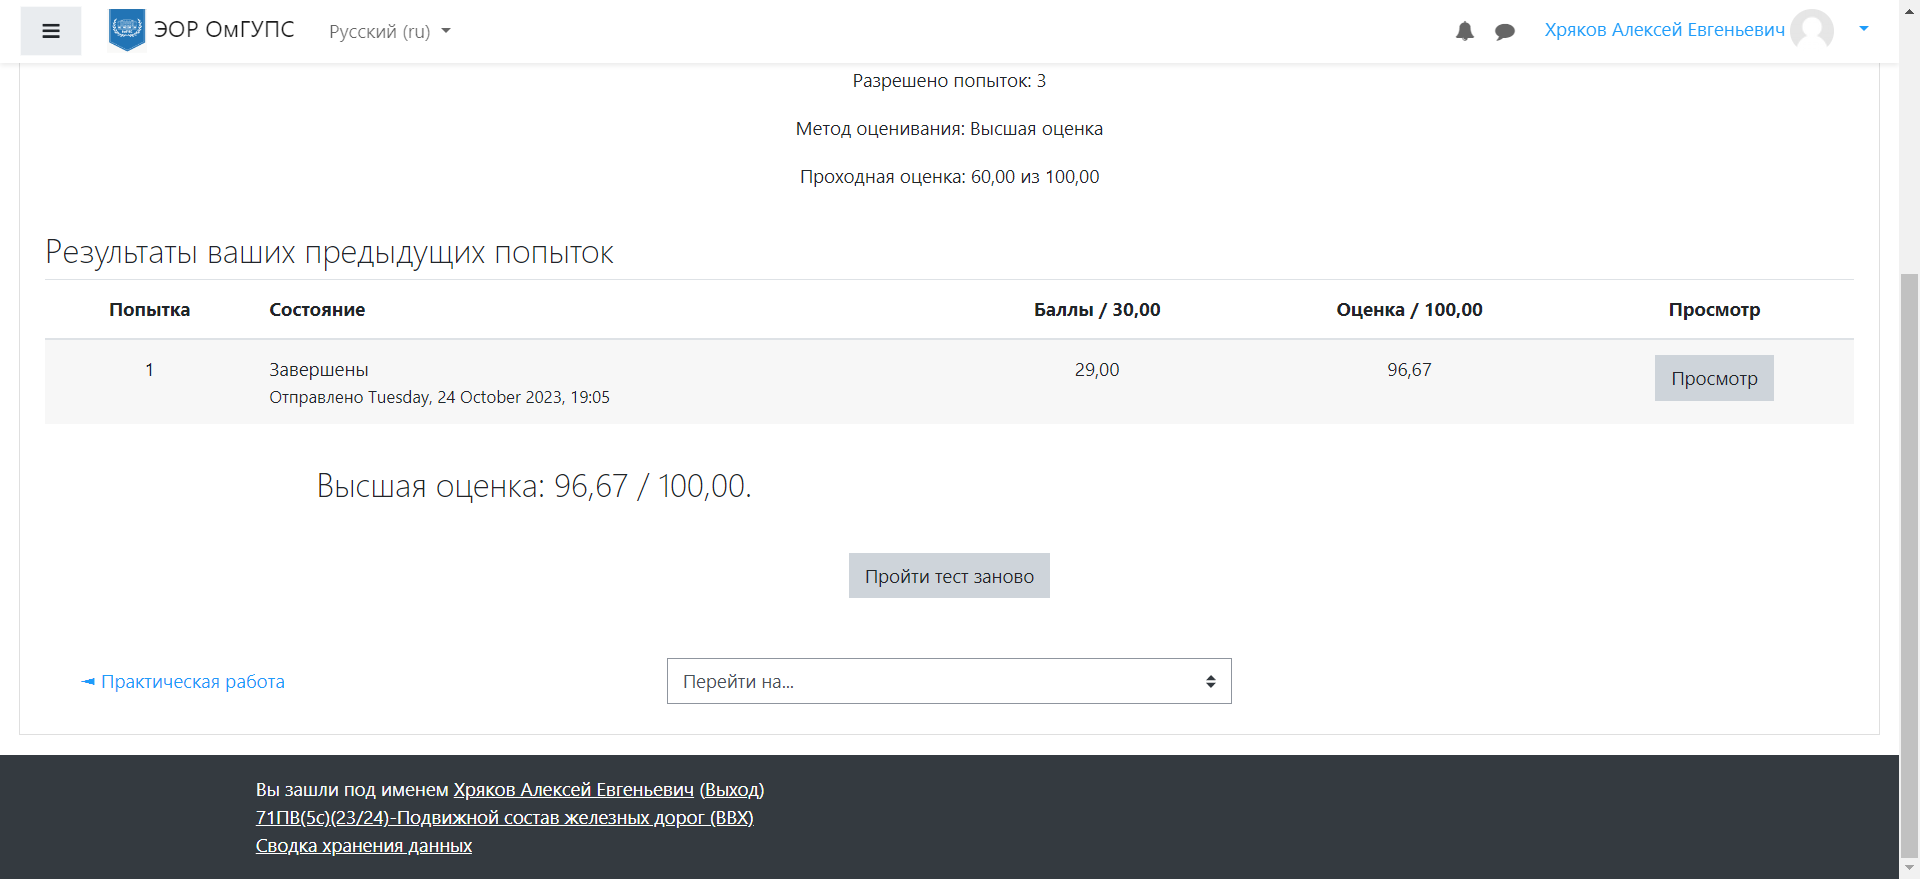 ЭОР ОмГУПС Русский (ru) Хряков Алексей Евгеньевич
Разрешено попыток: 3
Метод оценивания: Высшая оценка
Проходная оценка: 60,00 из 100,00
Результаты ваших предыдущих попыток
Попытка Состояние Баллы / 30,00 Оценка / 100,00 Просмотр
1 Завершены 29,00 96,67 Просмотр
Отправлено Tuesday, 24 October 2023, 19:05
Высшая оценка: 96,67 / 100,00.
Пройти тест заново
◄ Практическая работа Перейти на...
Вы зашли под именем Хряков Алексей Евгеньевич (Выход)
71ПВ(5с)(23/24)-Подвижной состав железных дорог (ВВХ)
Сводка хранения данных